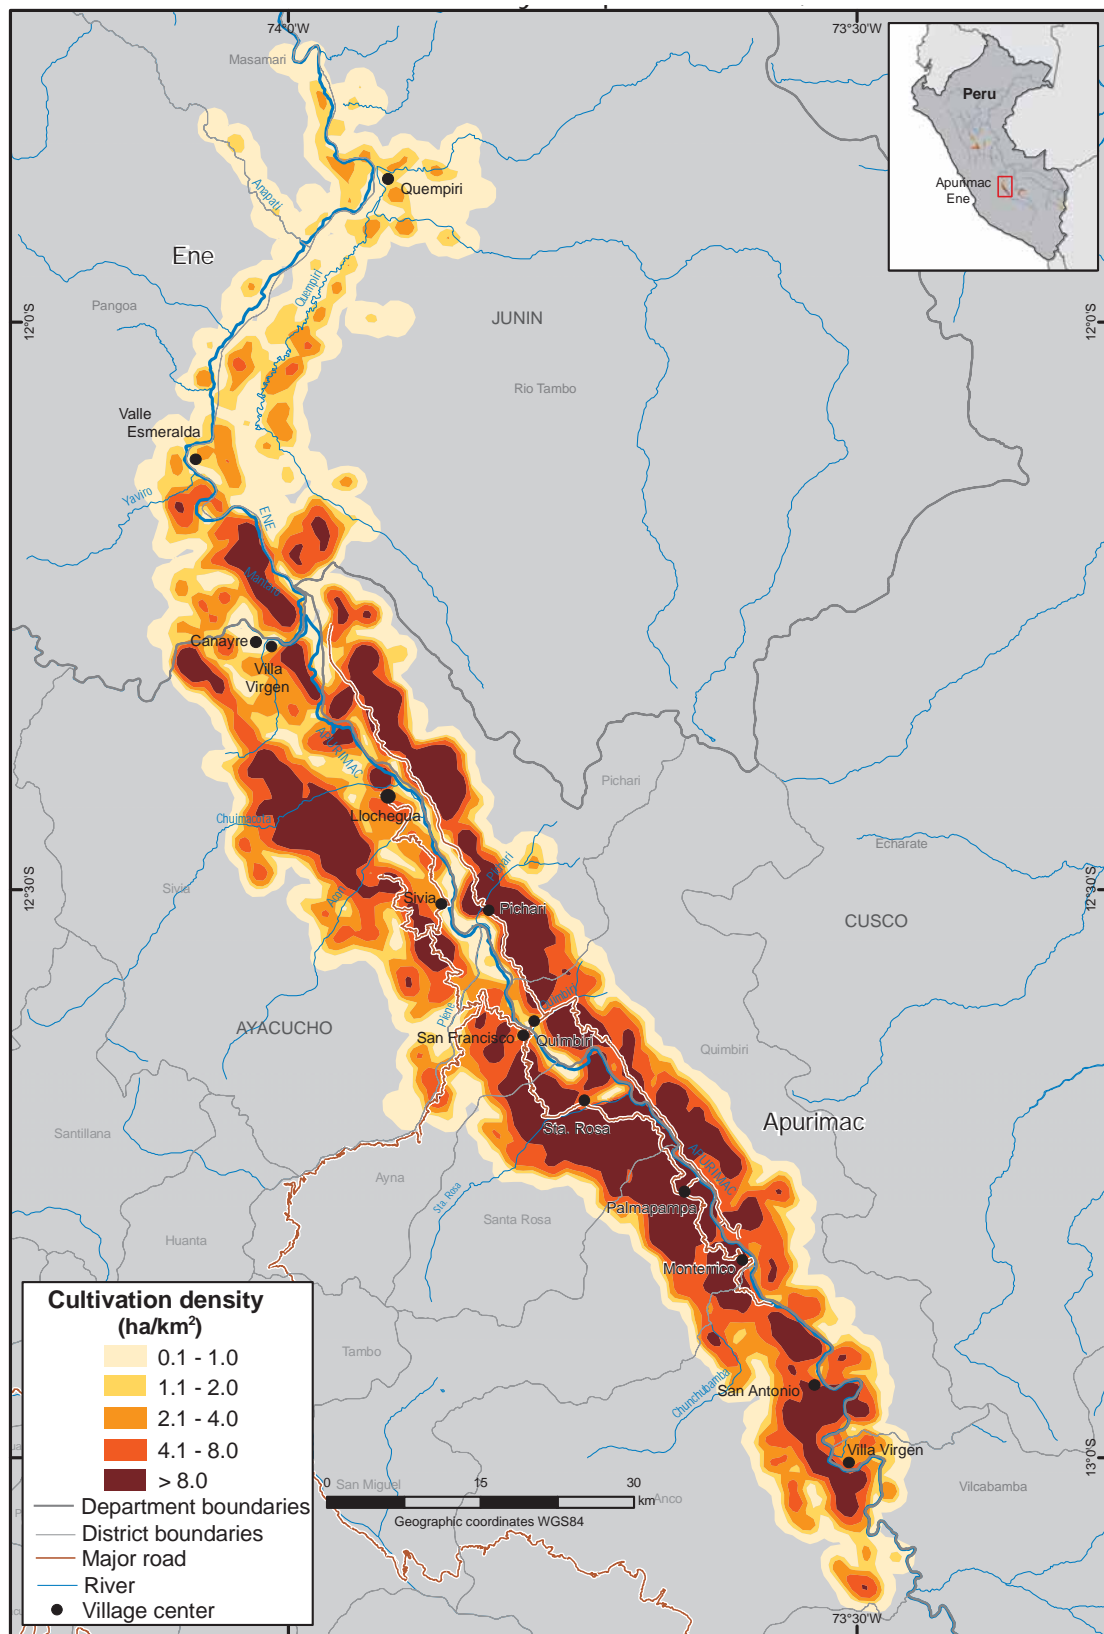 74°0'W
73°30'W
Masamari
Peru
Apurimac
Ene
Quempiri
Anapati
Ene
Quempiri
Pangoa
JUNIN
12°0'S
12°0'S
Rio Tambo
Valle
Esmeralda
Yaviro
ENE
Mantaro
Canayre
Villa
Virgen
APURIMAC
Pichari
Llochegua
Chuimacota
Echarate
Pichari
Sivia
Acon
Sivia
Pichari
12°30'S
12°30'S
CUSCO
Quimbiri
Piene
AYACUCHO
San Francisco
Quimbiri
Quimbiri
Apurimac
Santillana
Sta. Rosa
APURIMAC
Ayna
Sta. Rosa
Palmapampa
Santa Rosa
Huanta
Monterrico
Cultivation density
(ha/km²)
0.1 - 1.0
1.1 - 2.0
2.1 - 4.0
4.1 - 8.0
> 8.0
Department boundaries
District boundaries
Major road
River
Village center
Tambo
Chunchubamba
San Antonio
Villa Virgen
13°0'S
San Miguel
Anco
Vilcabamba
0 15 30
km
Geographic coordinates WGS84
73°30'W